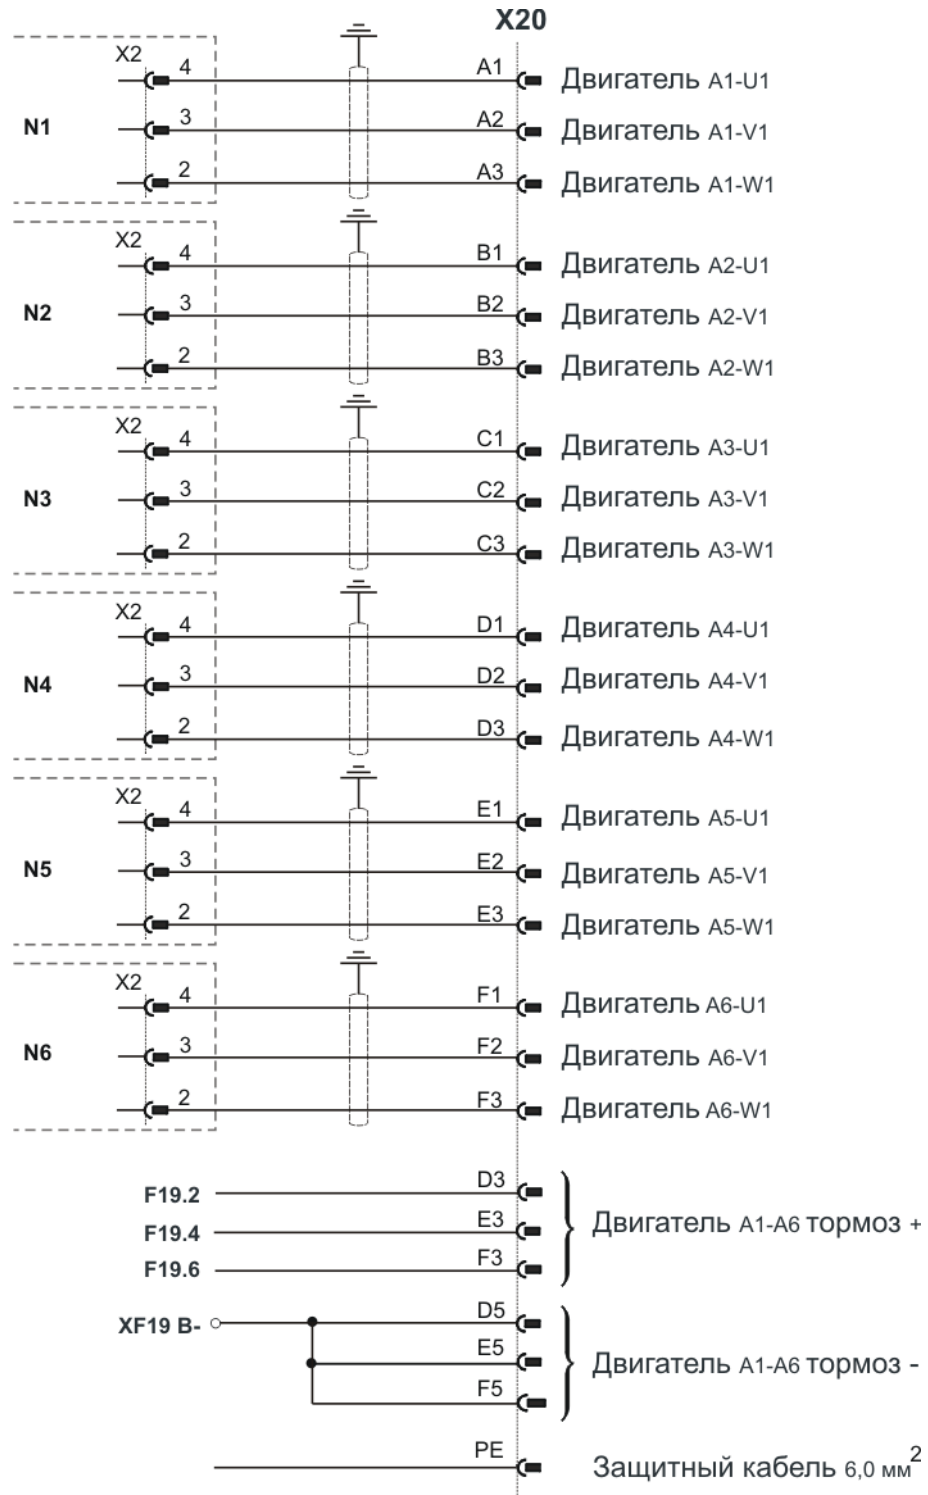 X20
X2
4 A1 Двигатель A1-U1
N1 3 A2 Двигатель A1-V1
2 A3 Двигатель A1-W1
X2
4 B1 Двигатель A2-U1
N2 3 B2 Двигатель A2-V1
2 B3 Двигатель A2-W1
X2
4 C1 Двигатель A3-U1
N3 3 C2 Двигатель A3-V1
2 C3 Двигатель A3-W1
X2
4 D1 Двигатель A4-U1
N4 3 D2 Двигатель A4-V1
2 D3 Двигатель A4-W1
X2
4 E1 Двигатель A5-U1
N5 3 E2 Двигатель A5-V1
2 E3 Двигатель A5-W1
X2
4 F1 Двигатель A6-U1
N6 3 F2 Двигатель A6-V1
2 F3 Двигатель A6-W1
F19.2 D3
F19.4 E3 Двигатель A1-A6 тормоз +
F19.6 F3
XF19 B- D5
E5 Двигатель A1-A6 тормоз -
F5
PE Защитный кабель 6,0 мм²